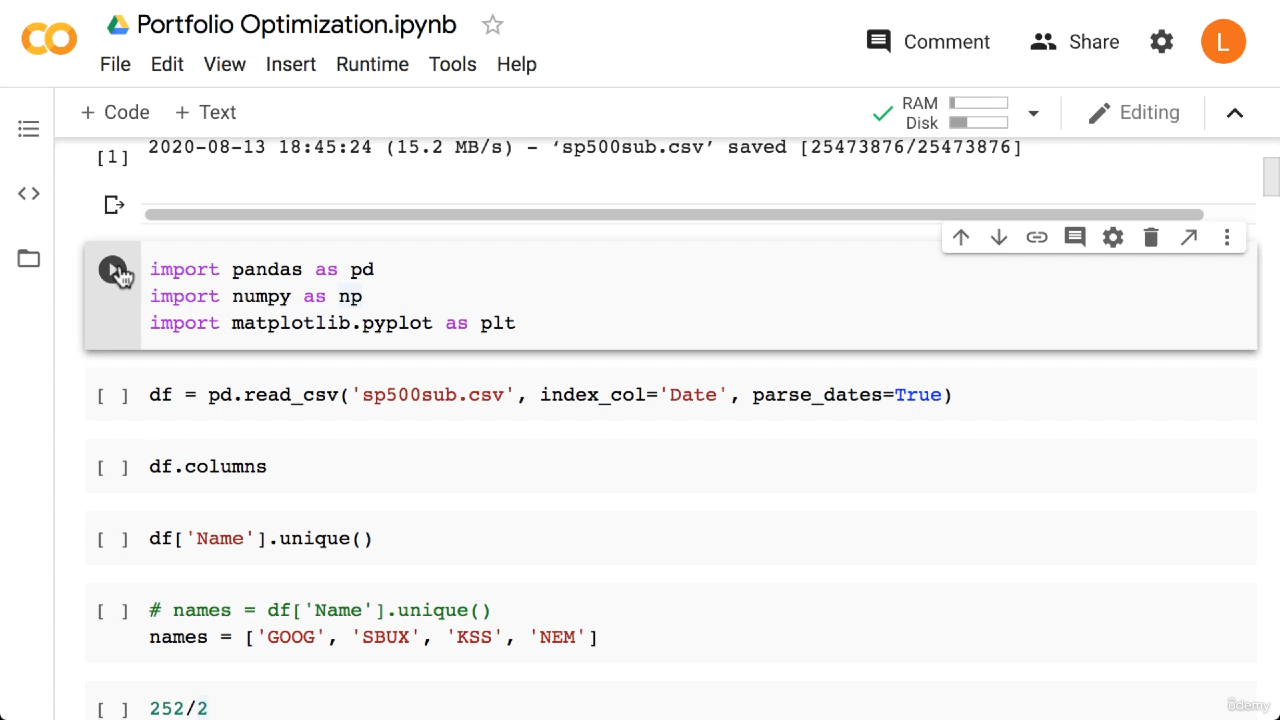 Portfolio Optimization.ipynb
Comment
Share
L
File Edit View Insert Runtime Tools Help
+ Code + Text
RAM
Disk
Editing
[1]
2020-08-13 18:45:24 (15.2 MB/s) - ‘sp500sub.csv’ saved [25473876/25473876]
import pandas as pd
import numpy as np
import matplotlib.pyplot as plt
[ ] df = pd.read_csv('sp500sub.csv', index_col='Date', parse_dates=True)
[ ] df.columns
[ ] df['Name'].unique()
[ ] # names = df['Name'].unique()
names = ['GOOG', 'SBUX', 'KSS', 'NEM']
[ ] 252/2
ûdemy